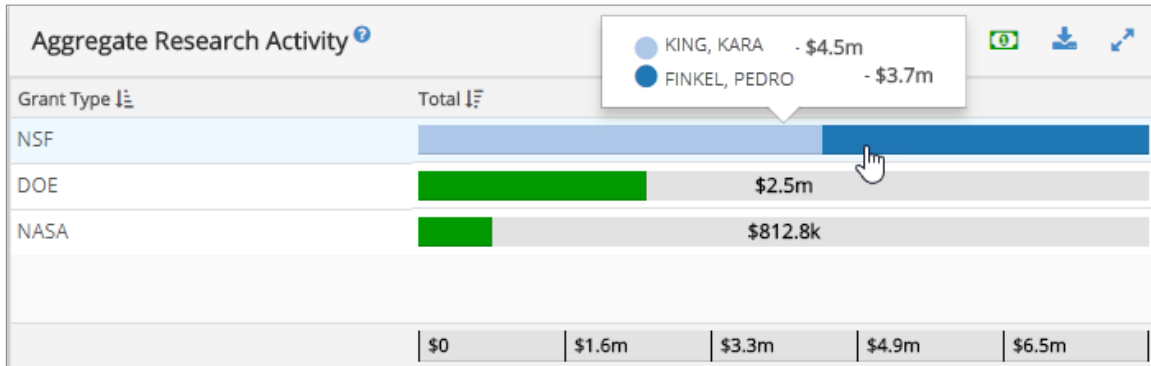 Aggregate Research Activity ?
KING, KARA - $4.5m
FINKEL, PEDRO - $3.7m
Grant Type Total
NSF
DOE $2.5m
NASA $812.8k
$0 $1.6m $3.3m $4.9m $6.5m